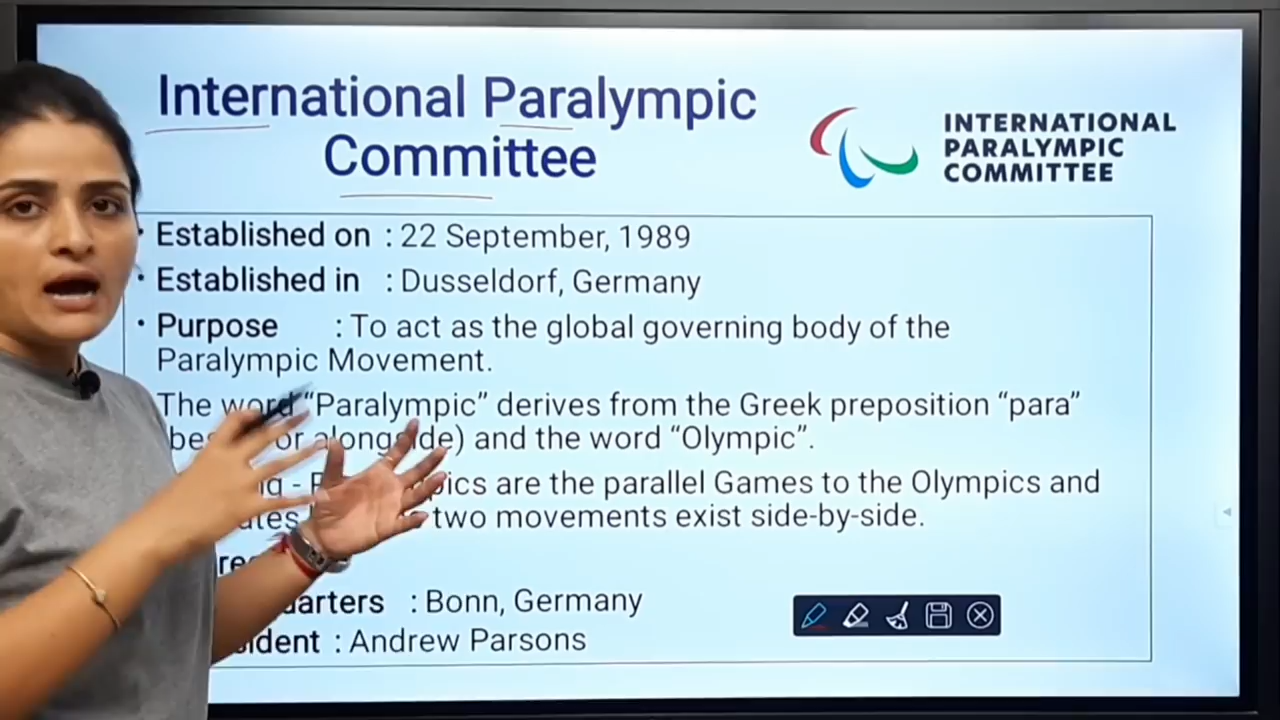 International Paralympic
Committee
INTERNATIONAL
PARALYMPIC
COMMITTEE
• Established on : 22 September, 1989
• Established in : Dusseldorf, Germany
• Purpose : To act as the global governing body of the
Paralympic Movement.
The word “Paralympic” derives from the Greek preposition “para”
or alongside) and the word “Olympic”.
are the parallel Games to the Olympics and
two movements exist side-by-side.
: Bonn, Germany
: Andrew Parsons